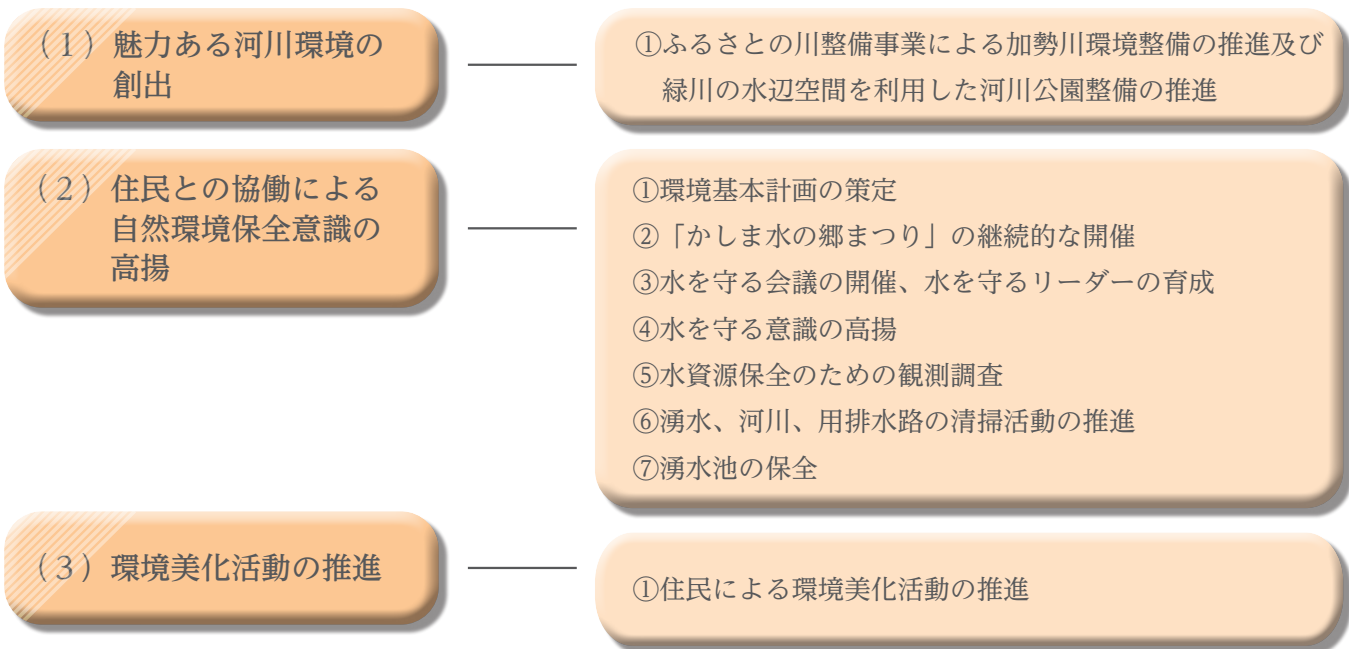 （１）魅力ある河川環境の
創出
①ふるさとの川整備事業による加勢川環境整備の推進及び
緑川の水辺空間を利用した河川公園整備の推進
（２）住民との協働による
自然環境保全意識の
高揚
①環境基本計画の策定
②「かしま水の郷まつり」の継続的な開催
③水を守る会議の開催、水を守るリーダーの育成
④水を守る意識の高揚
⑤水資源保全のための観測調査
⑥湧水、河川、用排水路の清掃活動の推進
⑦湧水池の保全
（３）環境美化活動の推進
①住民による環境美化活動の推進